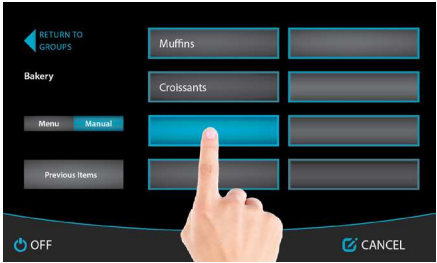 RETURN TO
GROUPS
Bakery
Menu
Manual
Previous Items
Muffins
Croissants
OFF
CANCEL